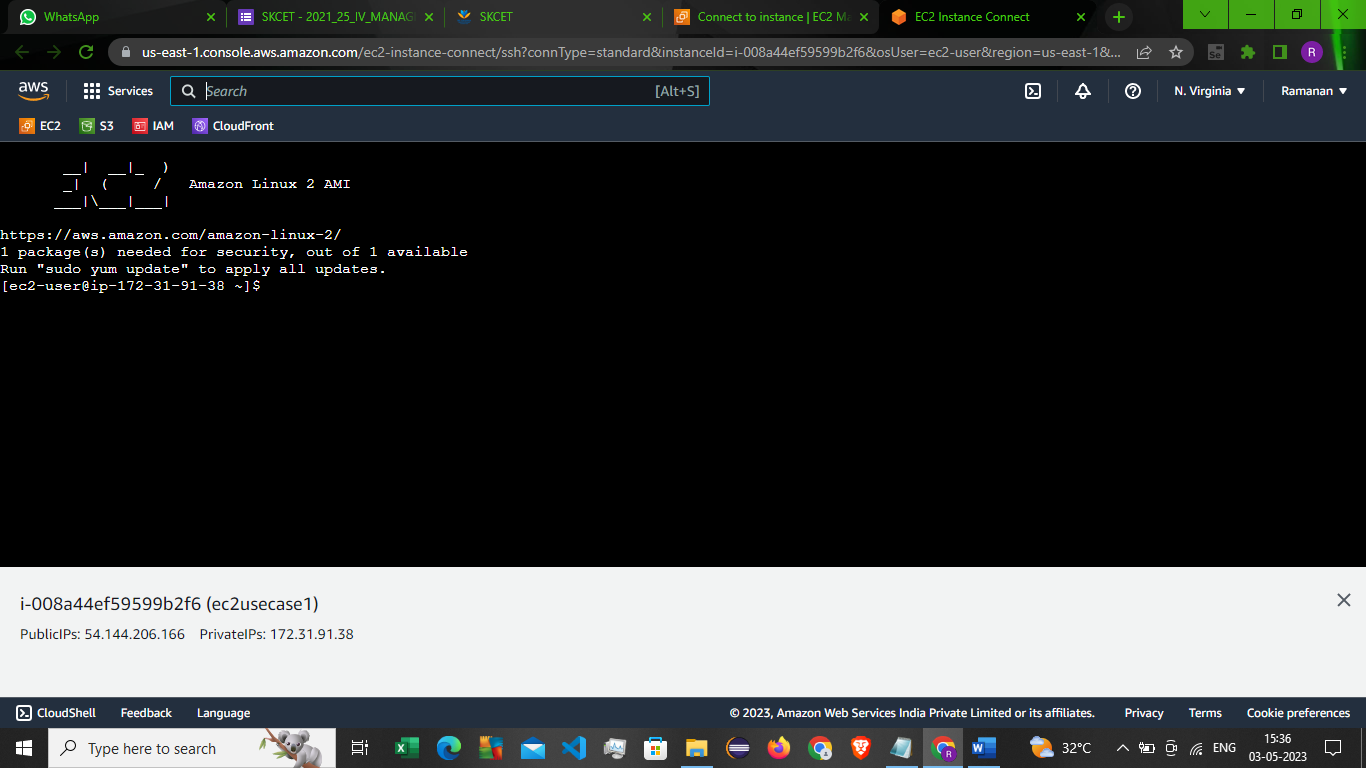 WhatsApp
SKCET - 2021_25_IV_MANAG
SKCET
Connect to instance | EC2 Ma
EC2 Instance Connect
us-east-1.console.aws.amazon.com/ec2-instance-connect/ssh?connType=standard&instanceId=i-008a44ef59599b2f6&osUser=ec2-user&region=us-east-1&...
Se
R
aws
Services
Search
[Alt+S]
N. Virginia
Ramanan
EC2
S3
IAM
CloudFront
       __|  __|_  )
       _|  (     /   Amazon Linux 2 AMI
      ___|\___|___|
https://aws.amazon.com/amazon-linux-2/
1 package(s) needed for security, out of 1 available
Run "sudo yum update" to apply all updates.
[ec2-user@ip-172-31-91-38 ~]$
i-008a44ef59599b2f6 (ec2usecase1)
PublicIPs: 54.144.206.166 PrivateIPs: 172.31.91.38
CloudShell
Feedback
Language
© 2023, Amazon Web Services India Private Limited or its affiliates.
Privacy
Terms
Cookie preferences
Type here to search
32°C
ENG
15:36
03-05-2023